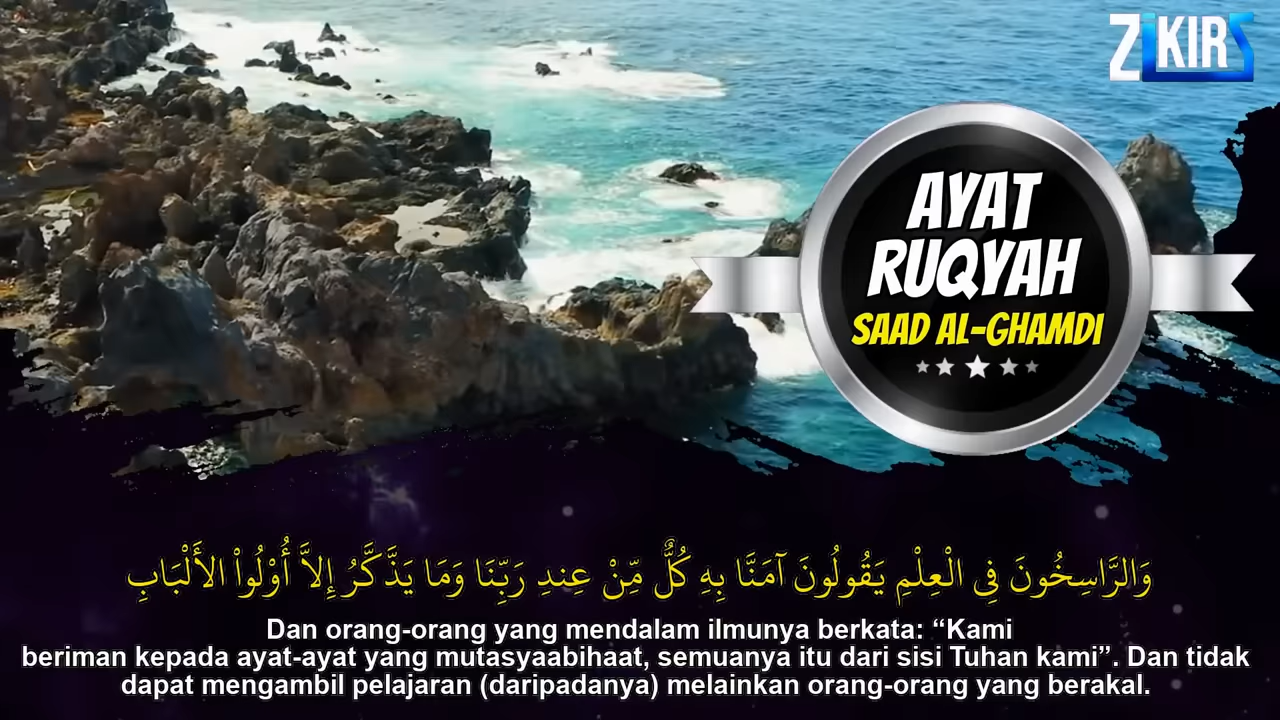 ZIKIR5
AYAT
RUQYAH
SAAD AL-GHAMDI
وَالرَّاسِخُونَ فِي الْعِلْمِ يَقُولُونَ آمَنَّا بِهِ كُلٌّ مِّنْ عِندِ رَبِّنَا وَمَا يَذَّكَّرُ إِلاَّ أُوْلُواْ الأَلْبَابِ
Dan orang-orang yang mendalam ilmunya berkata: “Kami
beriman kepada ayat-ayat yang mutasyaabihaat, semuanya itu dari sisi Tuhan kami”. Dan tidak
dapat mengambil pelajaran (daripadanya) melainkan orang-orang yang berakal.